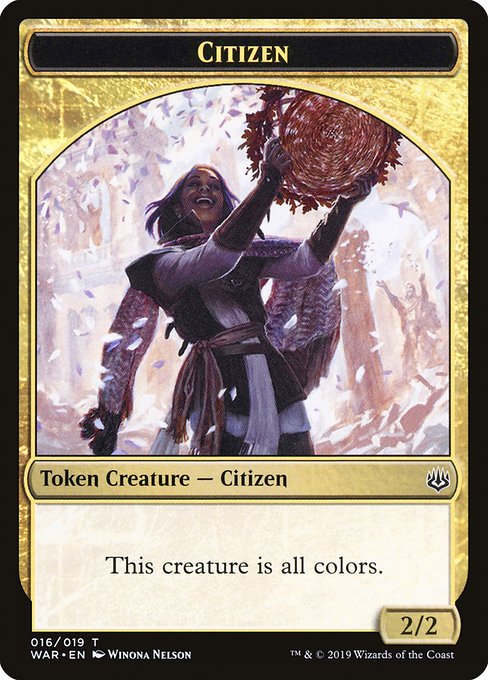 CITIZEN
Token Creature — Citizen
This creature is all colors.
2/2
016/019 T
WAR • EN WINONA NELSON
™ & © 2019 Wizards of the Coast